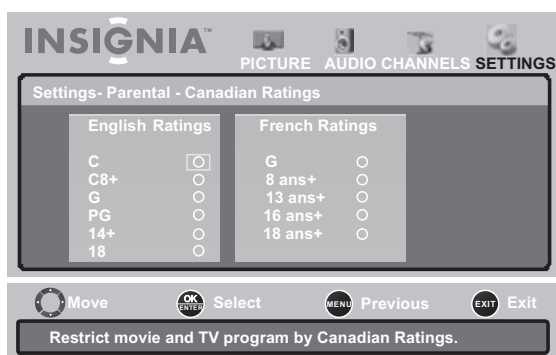 INSIGNIA™
PICTURE AUDIO CHANNELS SETTINGS
Settings- Parental - Canadian Ratings
English Ratings French Ratings
C G
C8+ 8 ans+
G 13 ans+
PG 16 ans+
14+ 18 ans+
18
Move OK ENTER Select MENU Previous EXIT Exit
Restrict movie and TV program by Canadian Ratings.